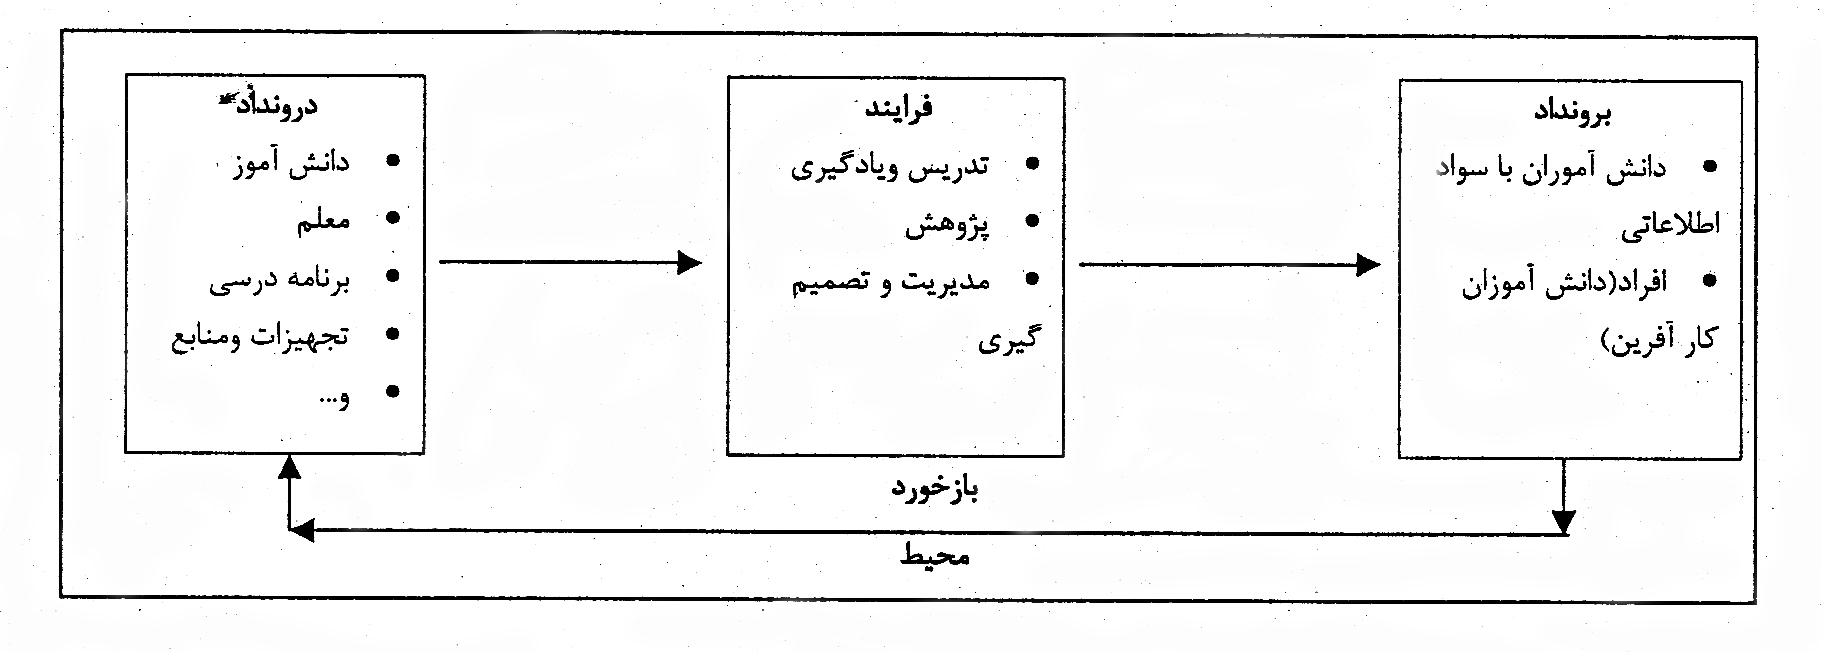 درونداد
دانش آموز
معلم
برنامه درسی
تجهیزات ومنابع
و...
فرایند
تدریس ویادگیری
پژوهش
مدیریت و تصمیم
گیری
برونداد
دانش آموران با سواد
اطلاعاتی
افراد(دانش آموزان
کار آفرین)
بازخورد
محیط